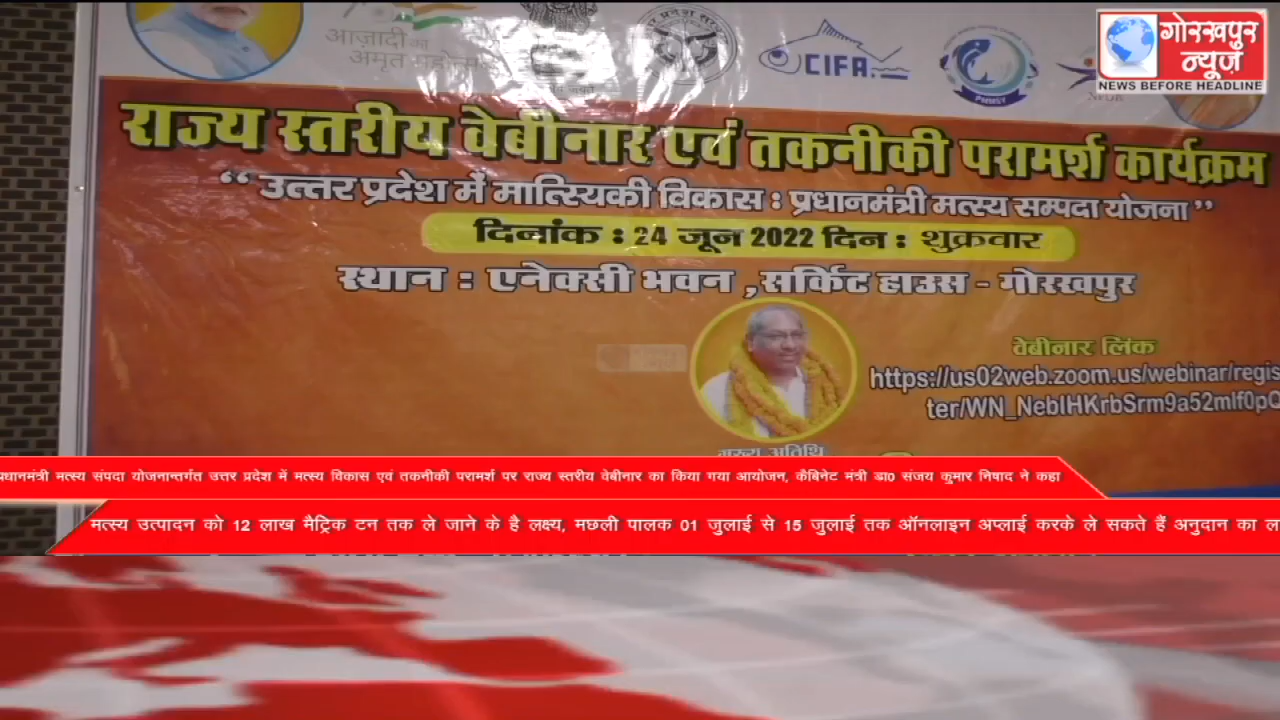 आज़ादी का
अमृत महोत्सव
CIFA
PMMSY
NFDB
गोरखपुर
न्यूज़
NEWS BEFORE HEADLINE
राज्य स्तरीय वेबीनार एवं तकनीकी परामर्श कार्यक्रम
“उत्तर प्रदेश में मात्स्यिकी विकास : प्रधानमंत्री मत्स्य सम्पदा योजना”
दिनांक : 24 जून 2022 दिन : शुक्रवार
स्थान : एनेक्सी भवन ,सर्किट हाउस - गोरखपुर
वेबीनार लिंक
https://us02web.zoom.us/webinar/regis
ter/WN_NeblHKrbSrm9a52mlf0pQ
मुख्य अतिथि
प्रधानमंत्री मत्स्य संपदा योजनान्तर्गत उत्तर प्रदेश में मत्स्य विकास एवं तकनीकी परामर्श पर राज्य स्तरीय वेबीनार का किया गया आयोजन, कैबिनेट मंत्री डा0 संजय कुमार निषाद ने कहा
मत्स्य उत्पादन को 12 लाख मैट्रिक टन तक ले जाने के है लक्ष्य, मछली पालक 01 जुलाई से 15 जुलाई तक ऑनलाइन अप्लाई करके ले सकते हैं अनुदान का ल